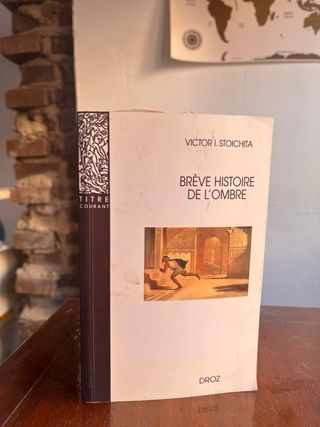 VICTOR I. STOICHITA
BRÈVE HISTOIRE
DE L'OMBRE
TITRE
COURANT
DROZ